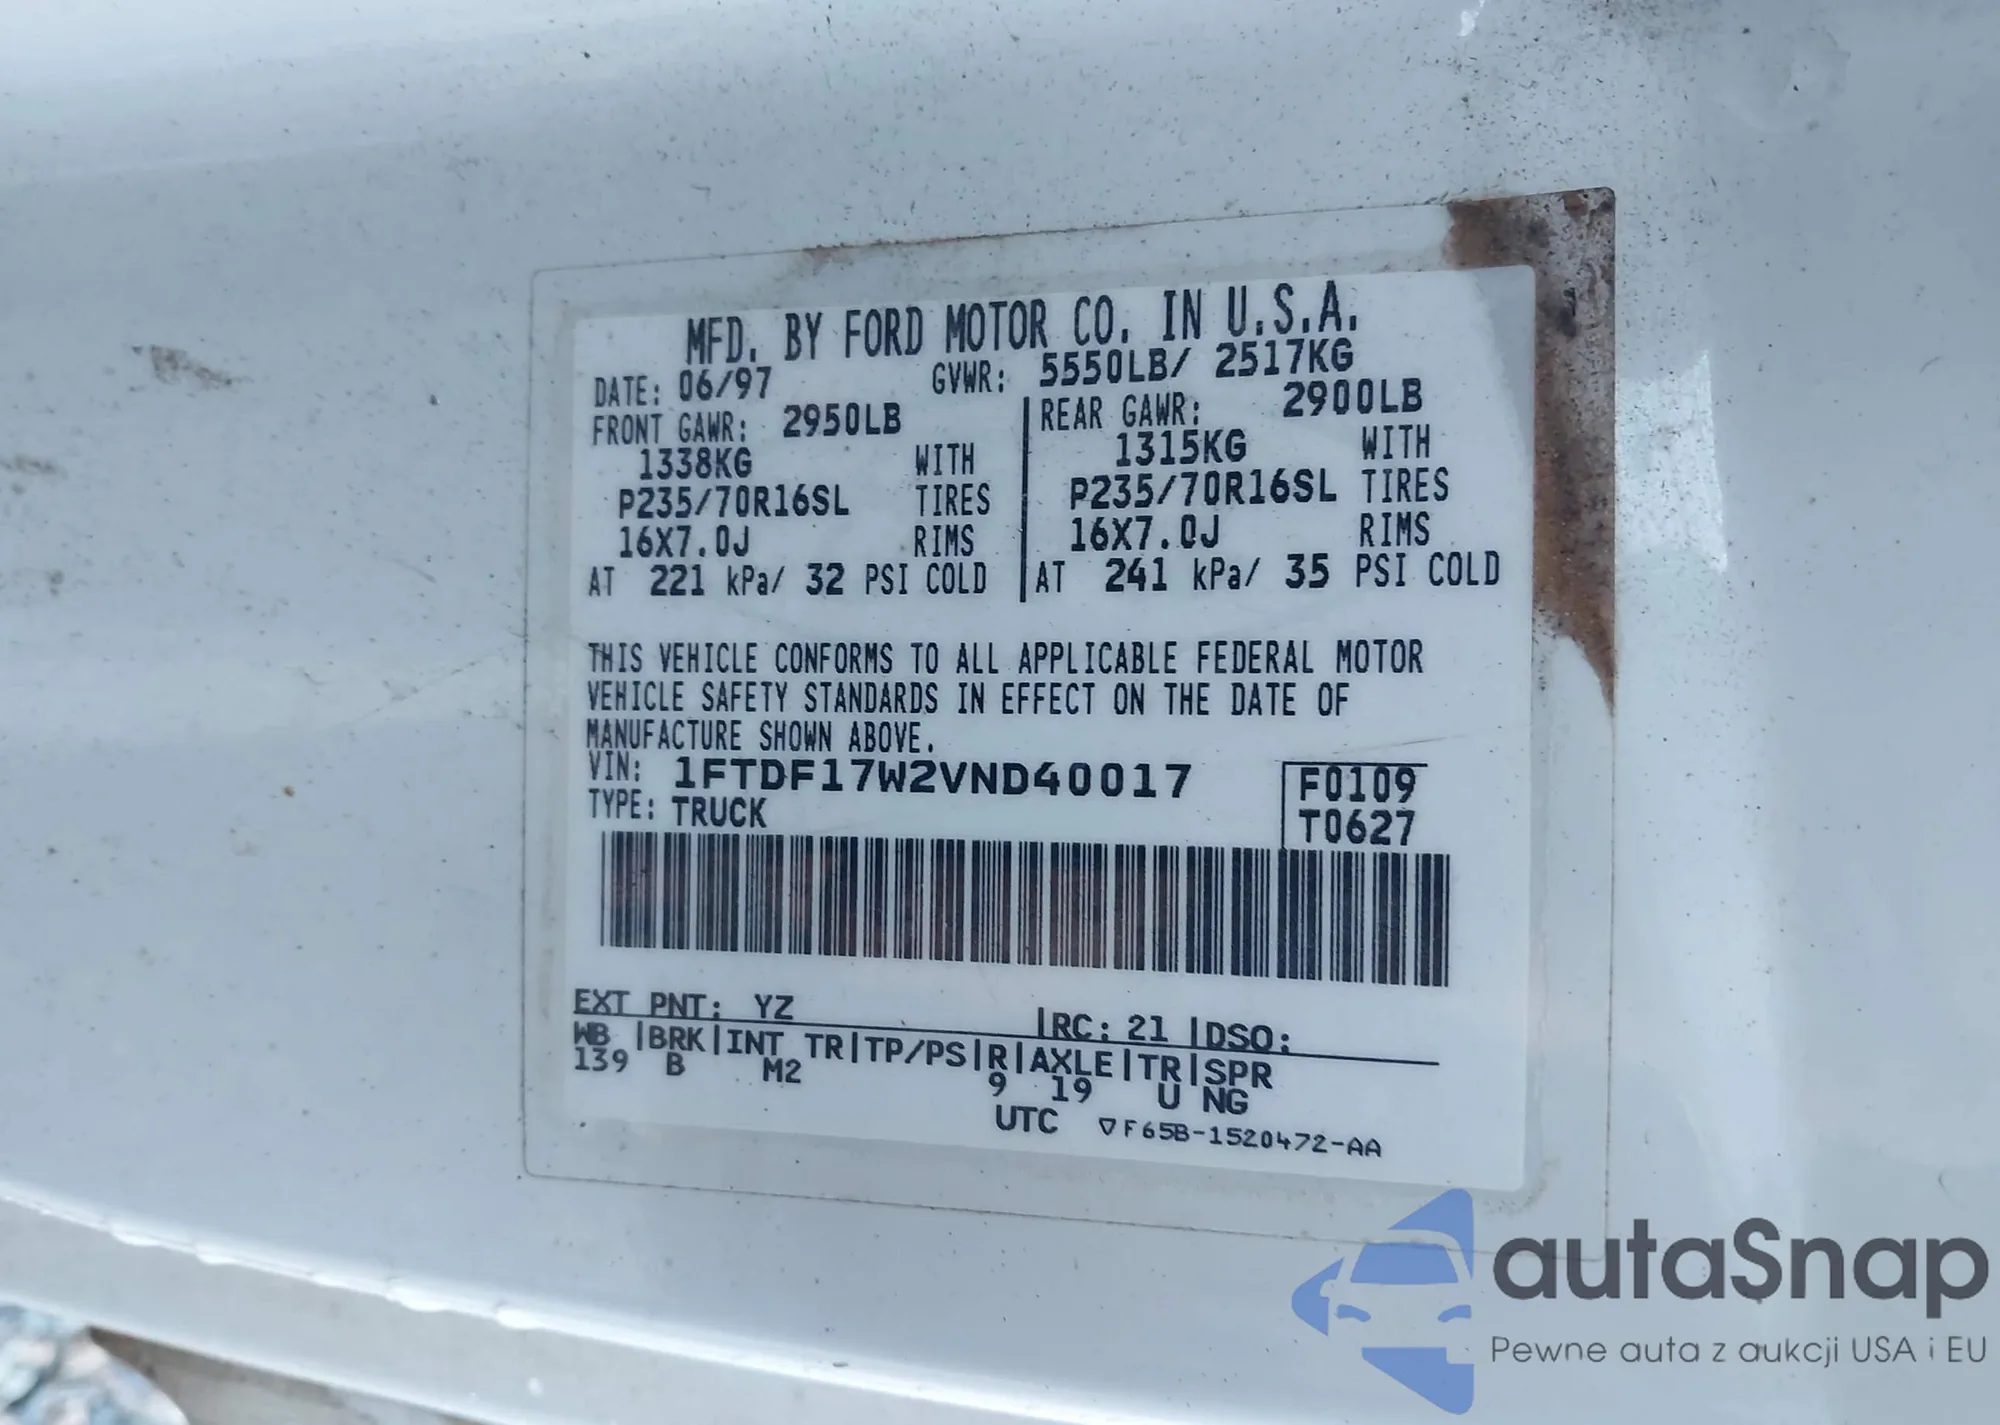 MFD. BY FORD MOTOR CO. IN U.S.A.
DATE: 06/97 GVWR: 5550LB/ 2517KG
FRONT GAWR: 2950LB REAR GAWR: 2900LB
1338KG WITH 1315KG WITH
P235/70R16SL TIRES P235/70R16SL TIRES
16X7.0J RIMS 16X7.0J RIMS
AT 221 kPa/ 32 PSI COLD AT 241 kPa/ 35 PSI COLD
THIS VEHICLE CONFORMS TO ALL APPLICABLE FEDERAL MOTOR
VEHICLE SAFETY STANDARDS IN EFFECT ON THE DATE OF
MANUFACTURE SHOWN ABOVE.
VIN: 1FTDF17W2VND40017 F0109
TYPE: TRUCK T0627
EXT PNT: YZ |RC: 21 |DSO:
WB |BRK|INT TR|TP/PS|R|AXLE|TR|SPR
139 B M2 9 19 U NG
UTC ▽F65B-1520472-AA
autaSnap
Pewne auta z aukcji USA i EU